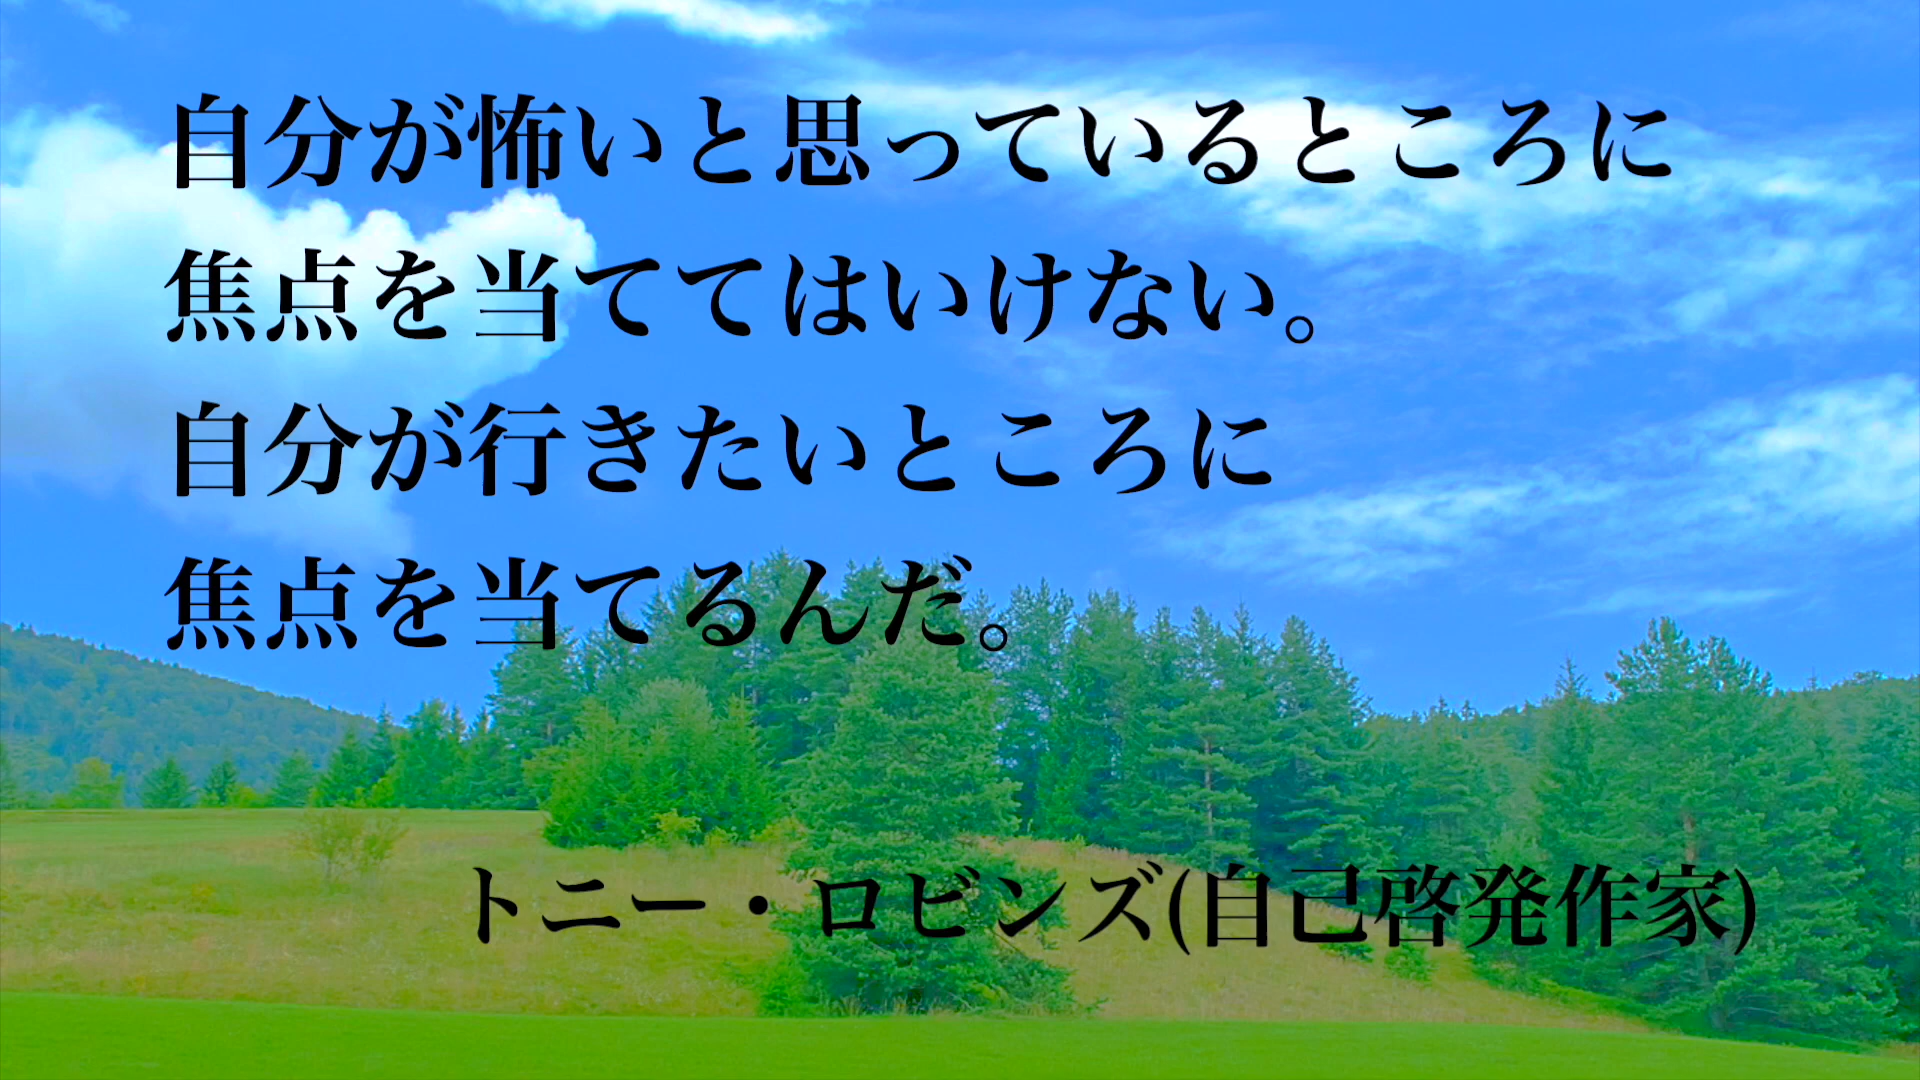 自分が怖いと思っているところに
焦点を当ててはいけない。
自分が行きたいところに
焦点を当てるんだ。
トニー・ロビンズ(自己啓発作家)